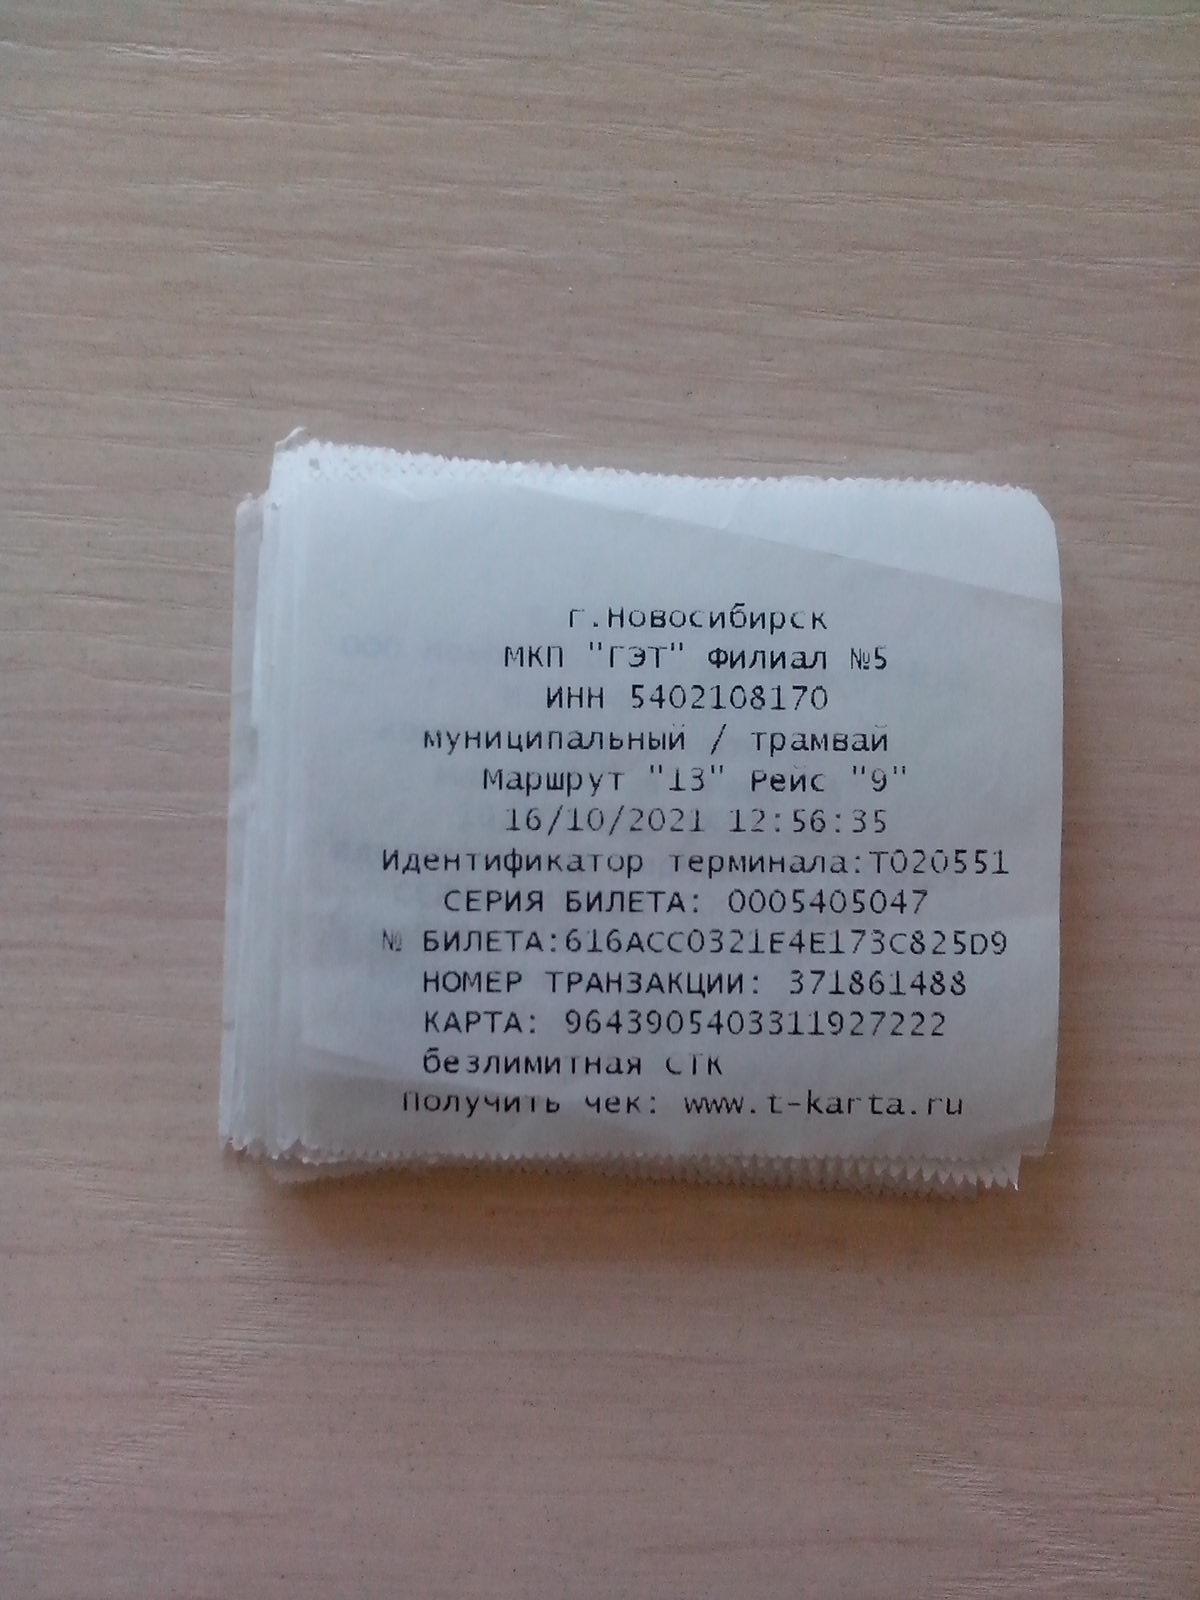 г.Новосибирск
МКП "ГЭТ" Филиал №5
ИНН 5402108170
муниципальный / трамвай
Маршрут "13" Рейс "9"
16/10/2021 12:56:35
Идентификатор терминала:T020551
СЕРИЯ БИЛЕТА: 0005405047
№ БИЛЕТА:616ACC0321E4E173C825D9
НОМЕР ТРАНЗАКЦИИ: 371861488
КАРТА: 9643905403311927222
безлимитная СТК
Получить чек: www.t-karta.ru